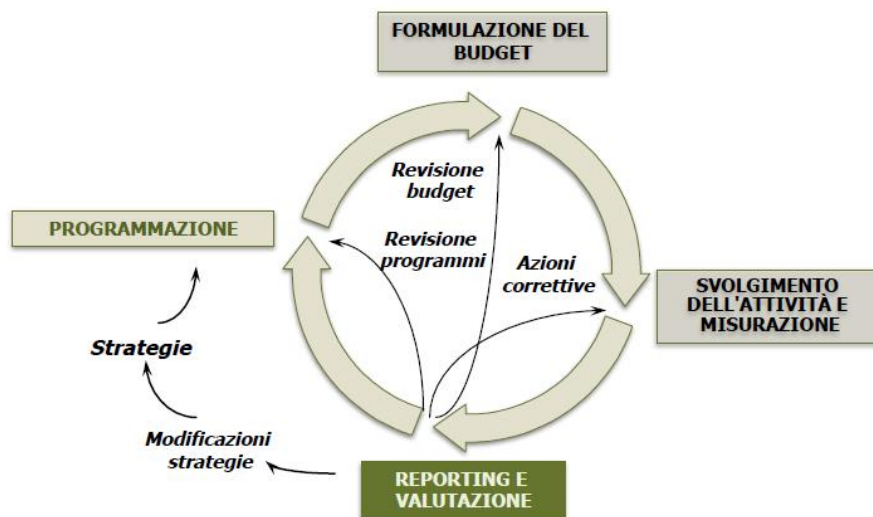 FORMULAZIONE DEL
BUDGET
Revisione
budget
PROGRAMMAZIONE
Revisione
programmi
Azioni
correttive
SVOLGIMENTO
DELL'ATTIVITÀ E
MISURAZIONE
Strategie
Modificazioni
strategie
REPORTING E
VALUTAZIONE